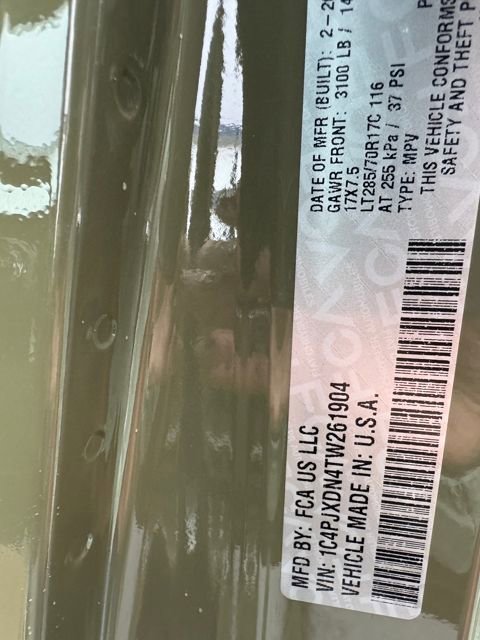 MFD BY: FCA US LLC
DATE OF MFR (BUILT): 2-20
GAWR FRONT: 3100 LB / 14
17X7.5
LT285/70R17C 116
AT 255 kPa / 37 PSI
TYPE: MPV
VIN: 1C4PJXDN4TW261904
VEHICLE MADE IN: U.S.A.
THIS VEHICLE CONFORMS
SAFETY AND THEFT P